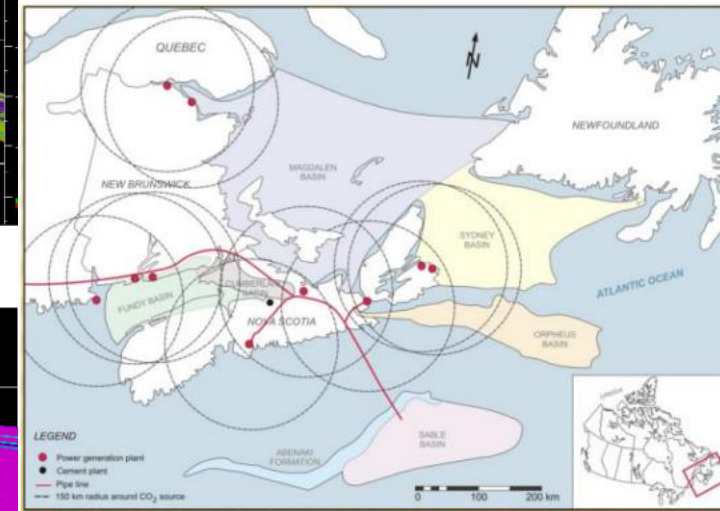 QUEBEC
N
NEWFOUNDLAND
MAGDALEN
BASIN
NEW BRUNSWICK
SYDNEY
BASIN
ATLANTIC OCEAN
CUMBERLAND
BASIN
FUNDY BASIN
NOVA SCOTIA
ORPHEUS
BASIN
CANADA
LEGEND
Power generation plant
Cement plant
Pipe line
150 km radius around CO2 source
ABENAKI
FORMATION
SABLE
BASIN
0 100 200 km